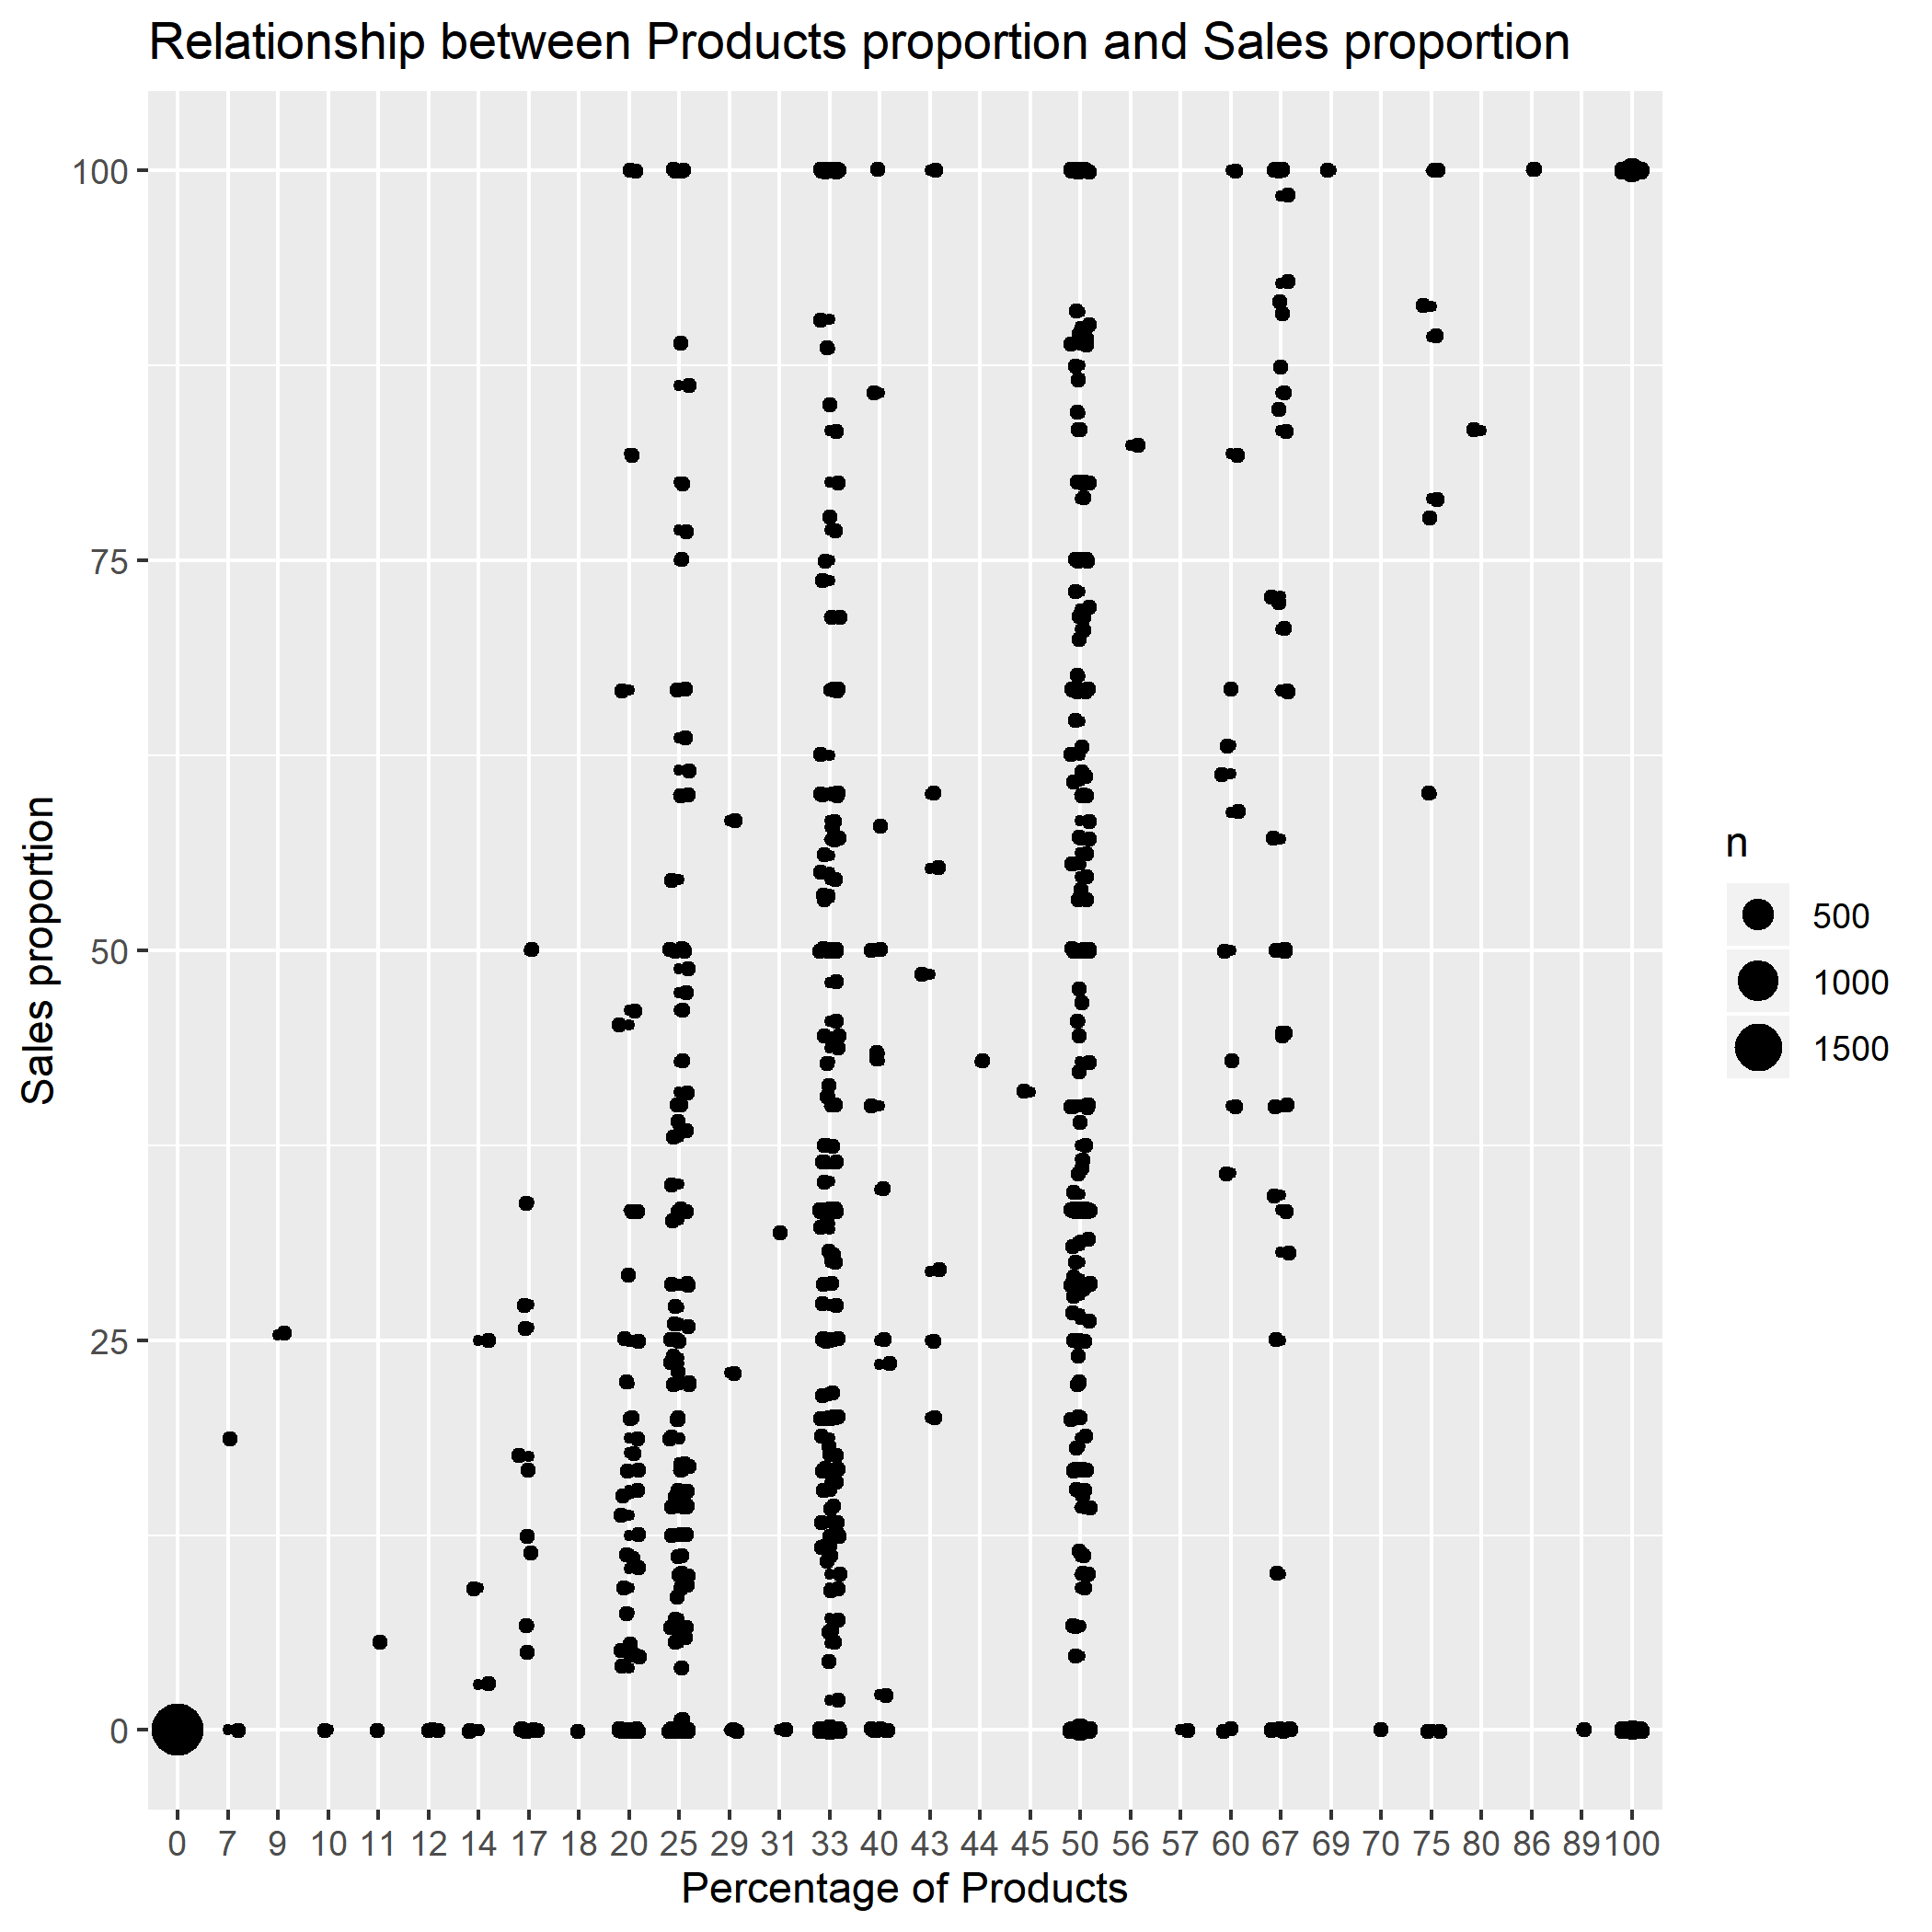 Relationship between Products proportion and Sales proportion
100
75
50
25
0
Sales proportion
0 7 9 10 11 12 14 17 18 20 25 29 31 33 40 43 44 45 50 56 57 60 67 69 70 75 80 86 89 100
Percentage of Products
n
500
1000
1500